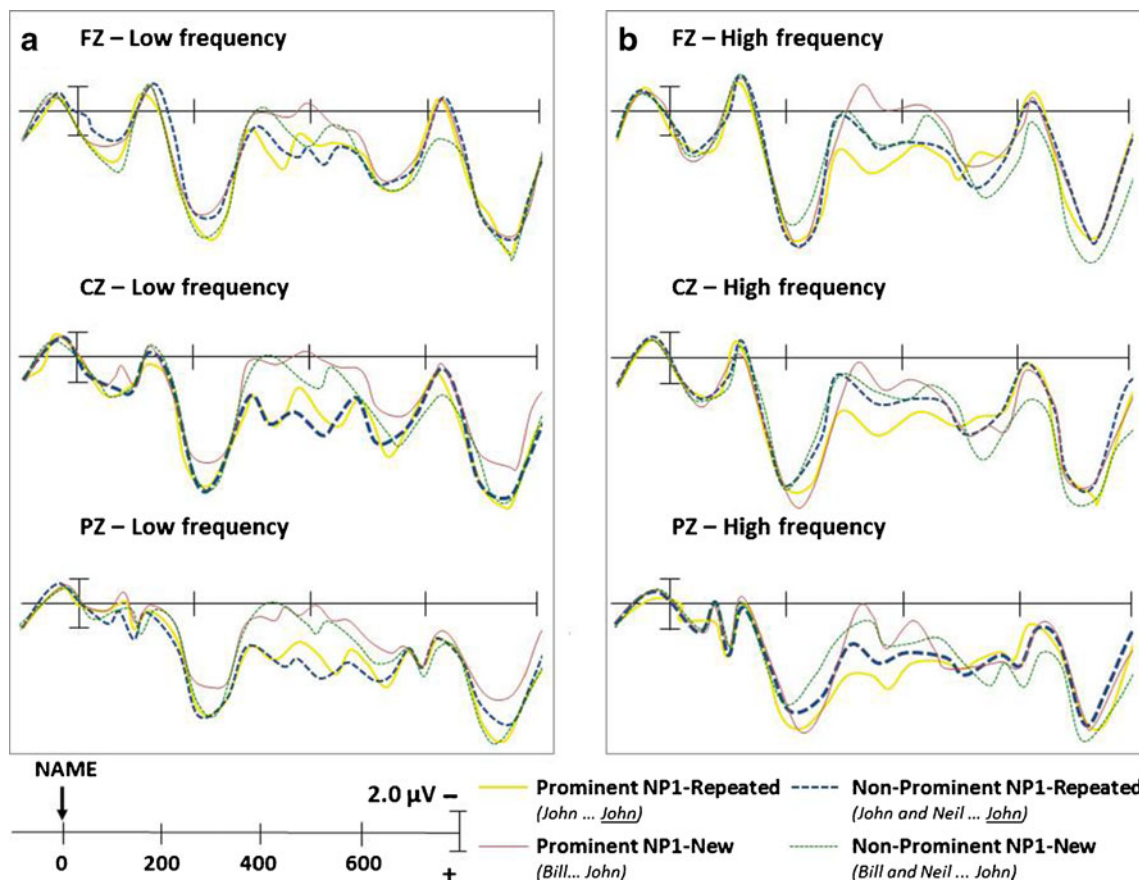 a
FZ – Low frequency
CZ – Low frequency
PZ – Low frequency
b
FZ – High frequency
CZ – High frequency
PZ – High frequency
NAME
0 200 400 600
2.0 µV –
+
Prominent NP1-Repeated
(John ... John)
Prominent NP1-New
(Bill... John)
Non-Prominent NP1-Repeated
(John and Neil ... John)
Non-Prominent NP1-New
(Bill and Neil ... John)